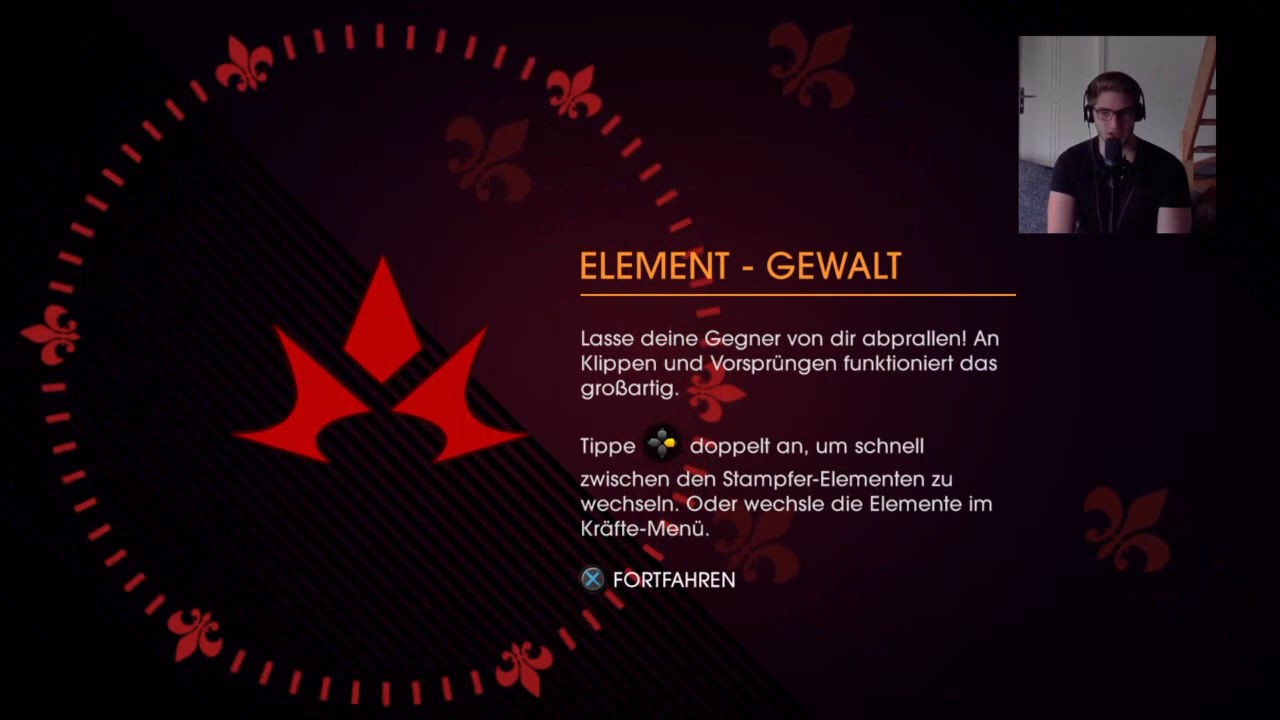 ELEMENT - GEWALT
Lasse deine Gegner von dir abprallen! An
Klippen und Vorsprüngen funktioniert das
großartig.
Tippe doppelt an, um schnell
zwischen den Stampfer-Elementen zu
wechseln. Oder wechsle die Elemente im
Kräfte-Menü.
FORTFAHREN